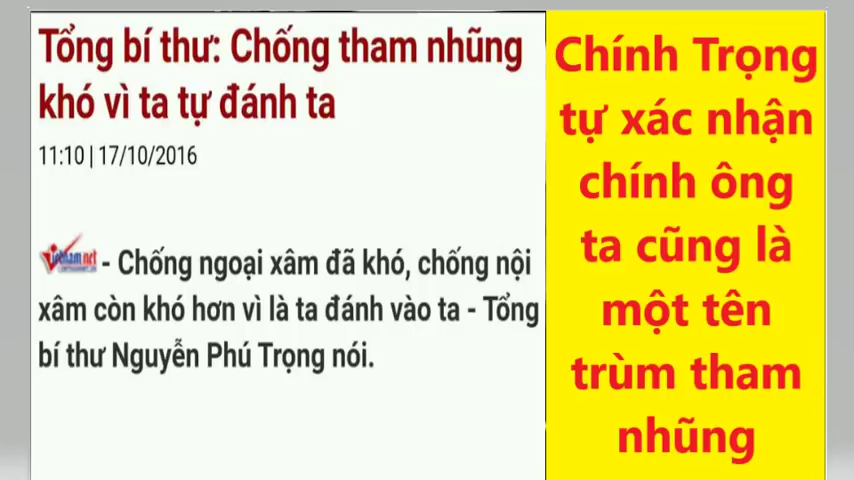 Tổng bí thư: Chống tham nhũng
khó vì ta tự đánh ta
11:10 | 17/10/2016
Vietnamnet - Chống ngoại xâm đã khó, chống nội
xâm còn khó hơn vì là ta đánh vào ta - Tổng
bí thư Nguyễn Phú Trọng nói.
Chính Trọng
tự xác nhận
chính ông
ta cũng là
một tên
trùm tham
nhũng